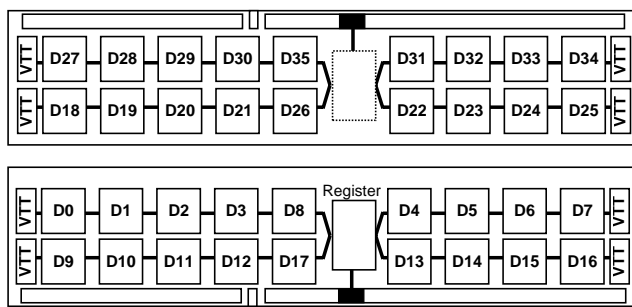 VTT D27 D28 D29 D30 D35 D31 D32 D33 D34 VTT
VTT D18 D19 D20 D21 D26 D22 D23 D24 D25 VTT
Register
VTT D0 D1 D2 D3 D8 D4 D5 D6 D7 VTT
VTT D9 D10 D11 D12 D17 D13 D14 D15 D16 VTT